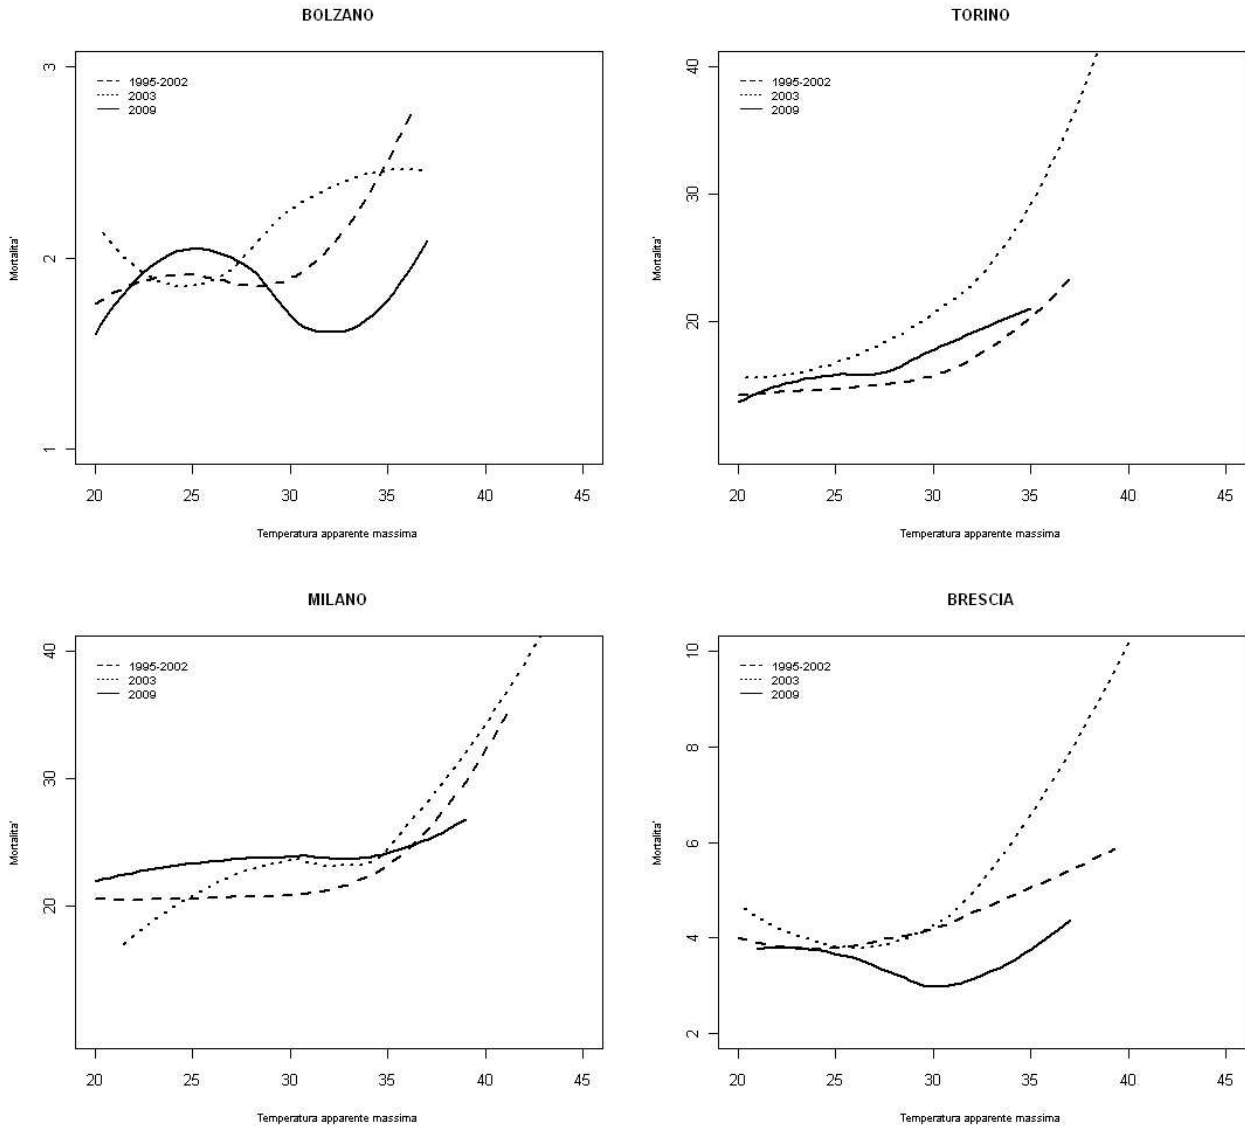 BOLZANO
3
2
1
Mortalita'
1995-2002
2003
2009
20 25 30 35 40 45
Temperatura apparente massima
TORINO
40
30
20
Mortalita'
1995-2002
2003
2009
20 25 30 35 40 45
Temperatura apparente massima
MILANO
40
30
20
Mortalita'
1995-2002
2003
2009
20 25 30 35 40 45
Temperatura apparente massima
BRESCIA
10
8
6
4
2
Mortalita'
1995-2002
2003
2009
20 25 30 35 40 45
Temperatura apparente massima